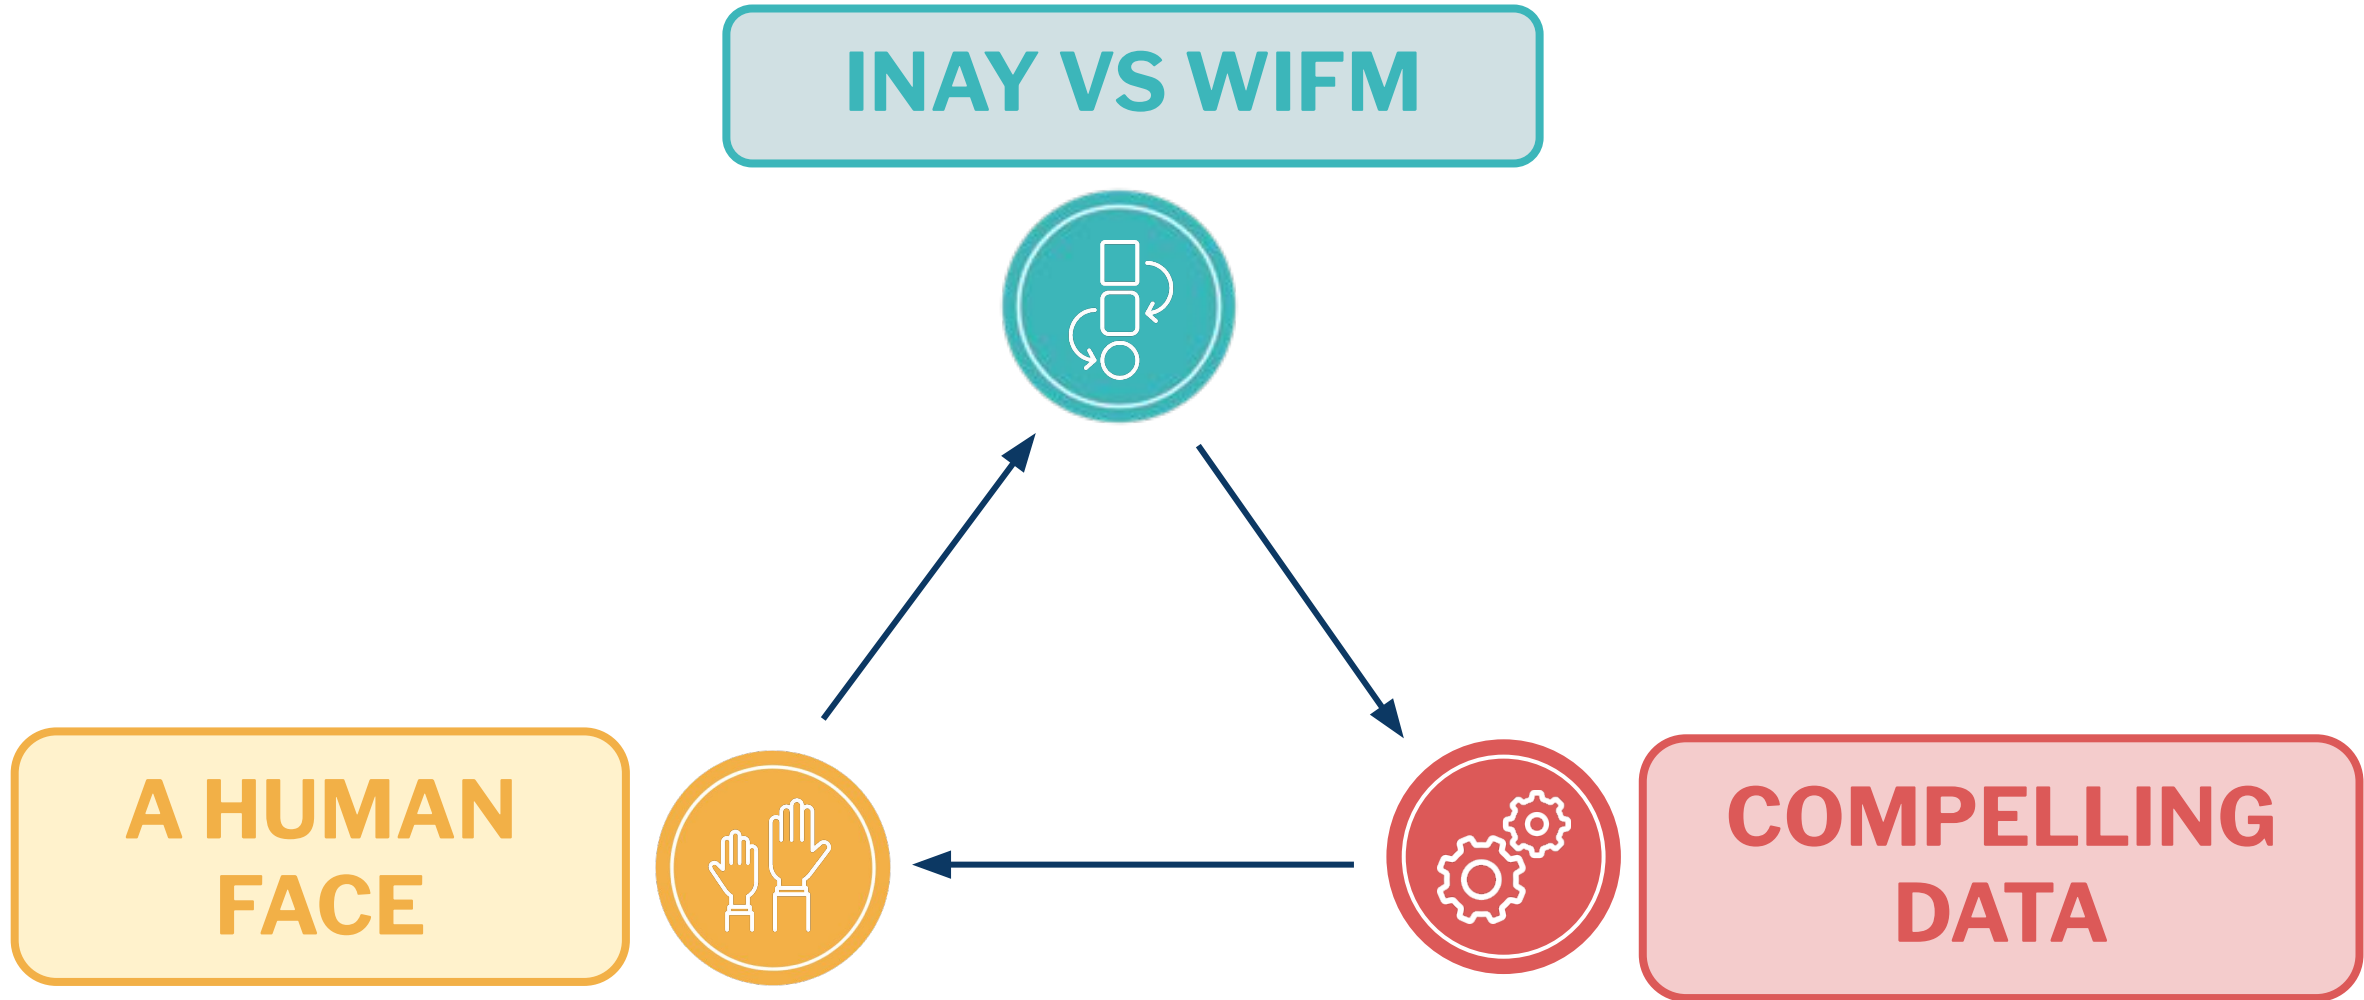 INAY VS WIFM
A HUMAN
FACE
COMPELLING
DATA